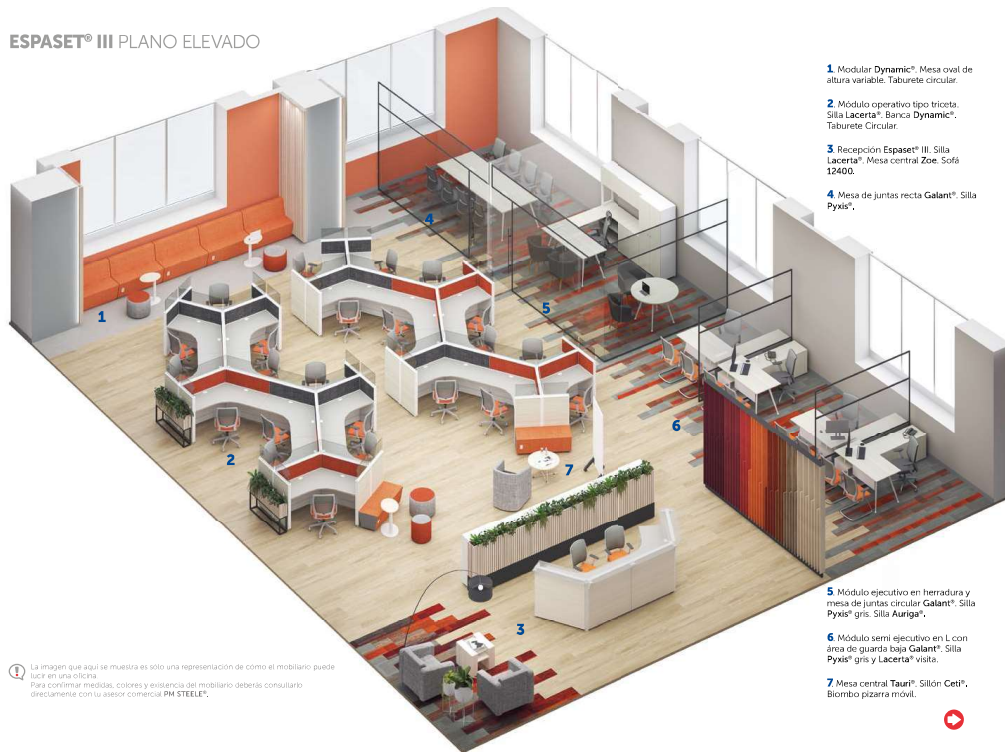 ESPASET® III PLANO ELEVADO
1. Modular Dynamic®. Mesa oval de
altura variable. Taburete circular.
2. Módulo operativo tipo triceta.
Silla Lacerta®. Banca Dynamic®.
Taburete Circular.
3. Recepción Espaset® III. Silla
Lacerta®. Mesa central Zoe. Sofá
12400.
4. Mesa de juntas recta Galant®. Silla
Pyxis®.
4
5
1
6
2
7
3
5. Módulo ejecutivo en herradura y
mesa de juntas circular Galant®. Silla
Pyxis® gris. Silla Auriga®.
6. Módulo semi ejecutivo en L con
área de guarda baja Galant®. Silla
Pyxis® gris y Lacerta® visita.
7. Mesa central Tauri®. Sillón Ceti®.
Biombo pizarra móvil.
La imagen que aquí se muestra es sólo una representación de cómo el mobiliario puede
lucir en una oficina
Para confirmar medidas, colores y existencia del mobiliario deberás consultarlo
directamente con tu asesor comercial PM STEELE®.